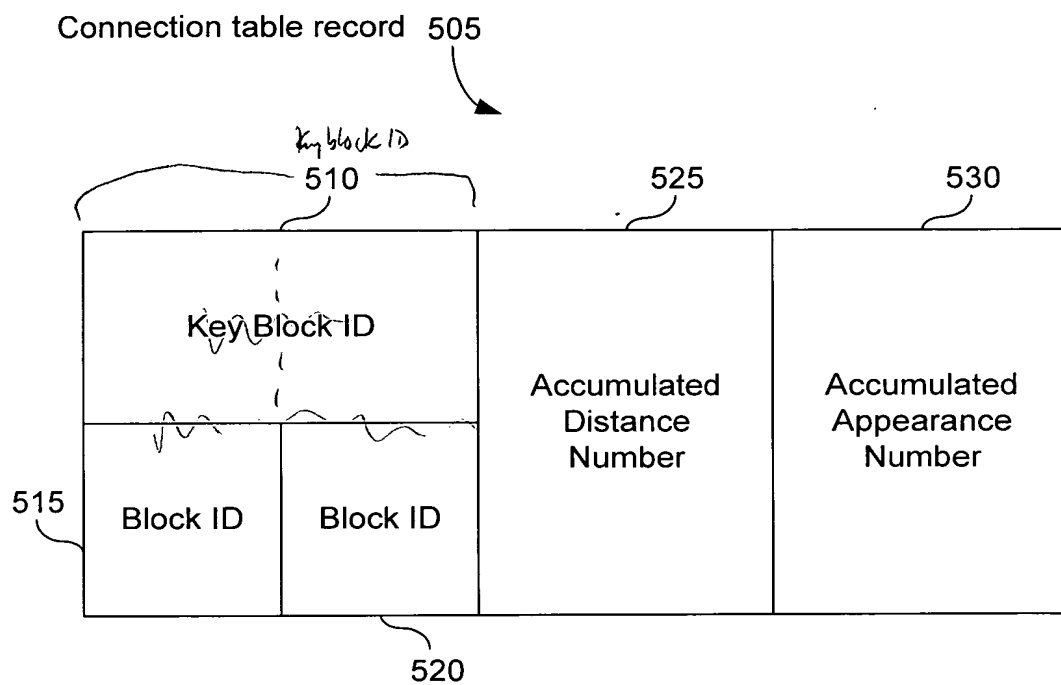 Connection table record 505
Key block ID
510
525
530
Key Block ID
Accumulated
Distance
Number
Accumulated
Appearance
Number
515
Block ID
Block ID
520